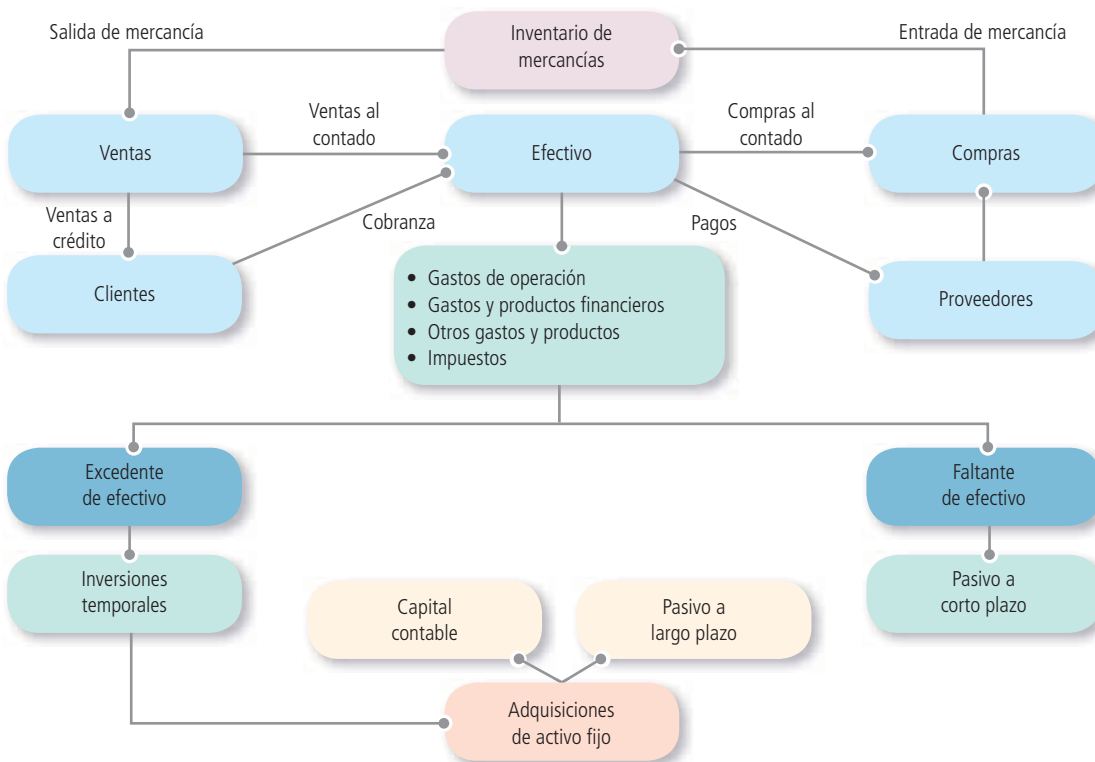 Salida de mercancía
Inventario de
mercancías
Entrada de mercancía
Ventas
Ventas al
contado
Efectivo
Compras al
contado
Compras
Ventas a
crédito
Cobranza
Pagos
Clientes
• Gastos de operación
• Gastos y productos financieros
• Otros gastos y productos
• Impuestos
Proveedores
Excedente
de efectivo
Faltante
de efectivo
Inversiones
temporales
Capital
contable
Pasivo a
largo plazo
Pasivo a
corto plazo
Adquisiciones
de activo fijo